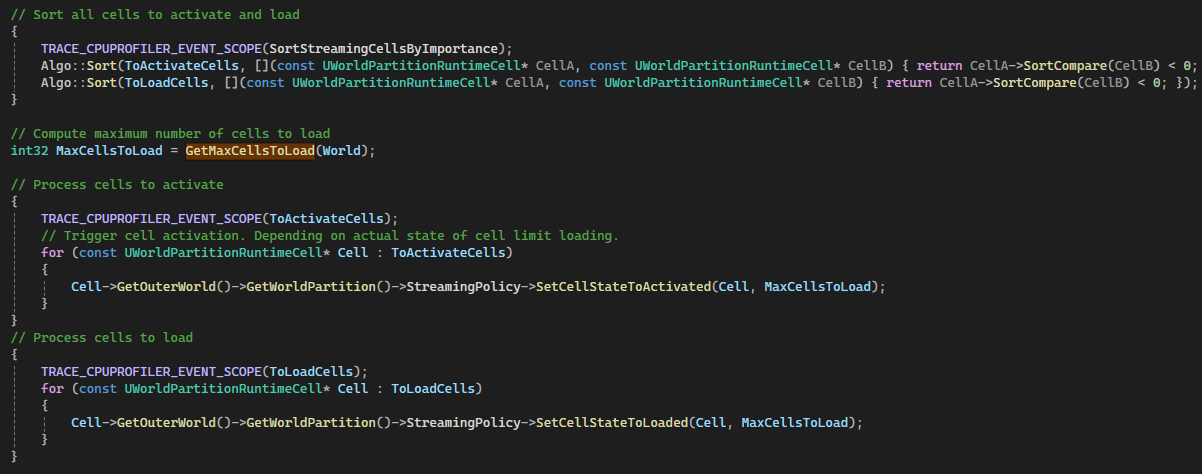 // Sort all cells to activate and load
{
    TRACE_CPUPROFILER_EVENT_SCOPE(SortStreamingCellsByImportance);
    Algo::Sort(ToActivateCells, [](const UWorldPartitionRuntimeCell* CellA, const UWorldPartitionRuntimeCell* CellB) { return CellA->SortCompare(CellB) < 0;
    Algo::Sort(ToLoadCells, [](const UWorldPartitionRuntimeCell* CellA, const UWorldPartitionRuntimeCell* CellB) { return CellA->SortCompare(CellB) < 0; });
}

// Compute maximum number of cells to load
int32 MaxCellsToLoad = GetMaxCellsToLoad(World);

// Process cells to activate
{
    TRACE_CPUPROFILER_EVENT_SCOPE(ToActivateCells);
    // Trigger cell activation. Depending on actual state of cell limit loading.
    for (const UWorldPartitionRuntimeCell* Cell : ToActivateCells)
    {
        Cell->GetOuterWorld()->GetWorldPartition()->StreamingPolicy->SetCellStateToActivated(Cell, MaxCellsToLoad);
    }
}
// Process cells to load
{
    TRACE_CPUPROFILER_EVENT_SCOPE(ToLoadCells);
    for (const UWorldPartitionRuntimeCell* Cell : ToLoadCells)
    {
        Cell->GetOuterWorld()->GetWorldPartition()->StreamingPolicy->SetCellStateToLoaded(Cell, MaxCellsToLoad);
    }
}